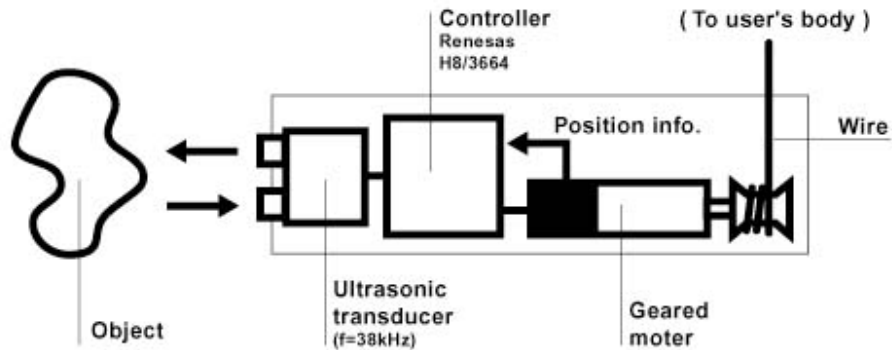 Controller
Renesas
H8/3664
( To user's body )
Position info.
Wire
Object
Ultrasonic
transducer
(f=38kHz)
Geared
moter